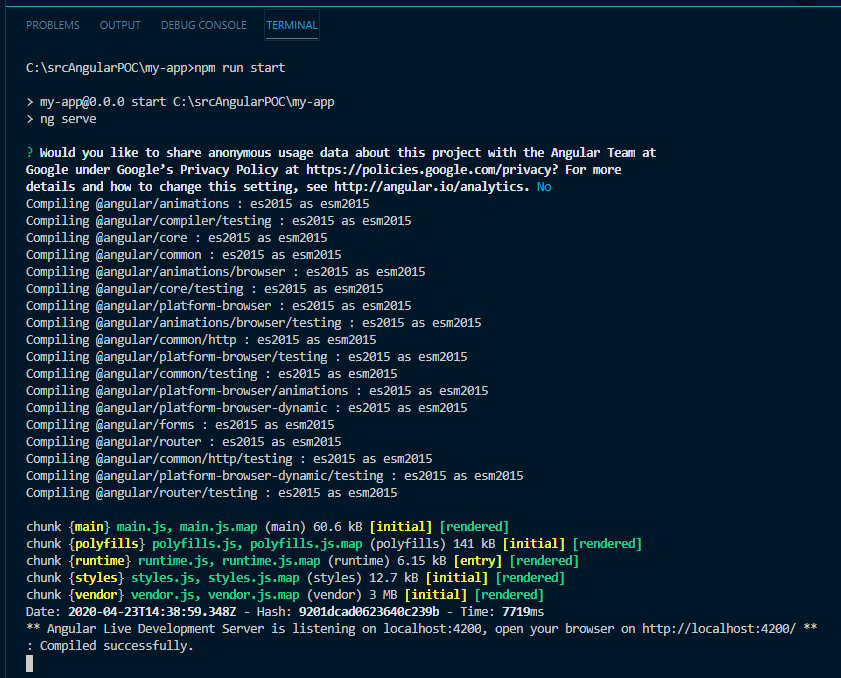 PROBLEMS OUTPUT DEBUG CONSOLE TERMINAL
C:\srcAngularPOC\my-app>npm run start
> my-app@0.0.0 start C:\srcAngularPOC\my-app
> ng serve
? Would you like to share anonymous usage data about this project with the Angular Team at
Google under Google’s Privacy Policy at https://policies.google.com/privacy? For more
details and how to change this setting, see http://angular.io/analytics. No
Compiling @angular/animations : es2015 as esm2015
Compiling @angular/compiler/testing : es2015 as esm2015
Compiling @angular/core : es2015 as esm2015
Compiling @angular/common : es2015 as esm2015
Compiling @angular/animations/browser : es2015 as esm2015
Compiling @angular/core/testing : es2015 as esm2015
Compiling @angular/platform-browser : es2015 as esm2015
Compiling @angular/animations/browser/testing : es2015 as esm2015
Compiling @angular/common/http : es2015 as esm2015
Compiling @angular/platform-browser/testing : es2015 as esm2015
Compiling @angular/common/testing : es2015 as esm2015
Compiling @angular/platform-browser/animations : es2015 as esm2015
Compiling @angular/platform-browser-dynamic : es2015 as esm2015
Compiling @angular/forms : es2015 as esm2015
Compiling @angular/router : es2015 as esm2015
Compiling @angular/common/http/testing : es2015 as esm2015
Compiling @angular/platform-browser-dynamic/testing : es2015 as esm2015
Compiling @angular/router/testing : es2015 as esm2015
chunk {main} main.js, main.js.map (main) 60.6 kB [initial] [rendered]
chunk {polyfills} polyfills.js, polyfills.js.map (polyfills) 141 kB [initial] [rendered]
chunk {runtime} runtime.js, runtime.js.map (runtime) 6.15 kB [entry] [rendered]
chunk {styles} styles.js, styles.js.map (styles) 12.7 kB [initial] [rendered]
chunk {vendor} vendor.js, vendor.js.map (vendor) 3 MB [initial] [rendered]
Date: 2020-04-23T14:38:59.348Z - Hash: 9201dcad0623640c239b - Time: 7719ms
** Angular Live Development Server is listening on localhost:4200, open your browser on http://localhost:4200/ **
: Compiled successfully.